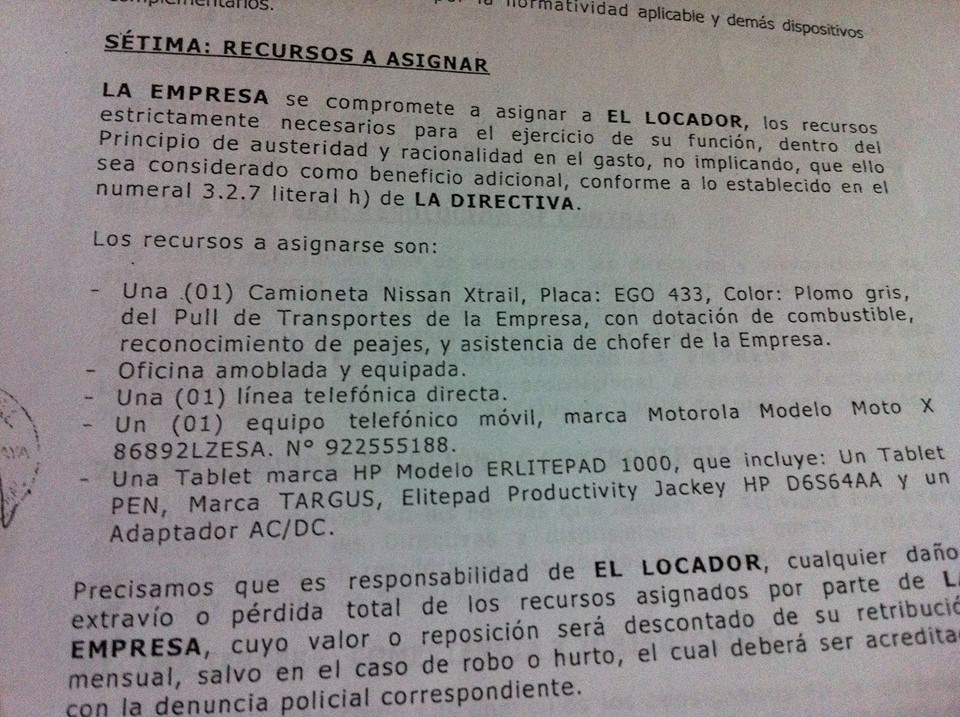 complementarios. por la normatividad aplicable y demás dispositivos
SÉTIMA: RECURSOS A ASIGNAR
LA EMPRESA se compromete a asignar a EL LOCADOR, los recursos
estrictamente necesarios para el ejercicio de su función, dentro del
Principio de austeridad y racionalidad en el gasto, no implicando, que ello
sea considerado como beneficio adicional, conforme a lo establecido en el
numeral 3.2.7 literal h) de LA DIRECTIVA.
Los recursos a asignarse son:
- Una (01) Camioneta Nissan Xtrail, Placa: EGO 433, Color: Plomo gris,
del Pull de Transportes de la Empresa, con dotación de combustible,
reconocimiento de peajes, y asistencia de chofer de la Empresa.
- Oficina amoblada y equipada.
- Una (01) línea telefónica directa.
- Un (01) equipo telefónico móvil, marca Motorola Modelo Moto X
86892LZESA. N° 922555188.
- Una Tablet marca HP Modelo ERLITEPAD 1000, que incluye: Un Tablet
PEN, Marca TARGUS, Elitepad Productivity Jackey HP D6S64AA y un
Adaptador AC/DC.
Precisamos que es responsabilidad de EL LOCADOR, cualquier daño
extravío o pérdida total de los recursos asignados por parte de LA
EMPRESA, cuyo valor o reposición será descontado de su retribució
mensual, salvo en el caso de robo o hurto, el cual deberá ser acredita
con la denuncia policial correspondiente.